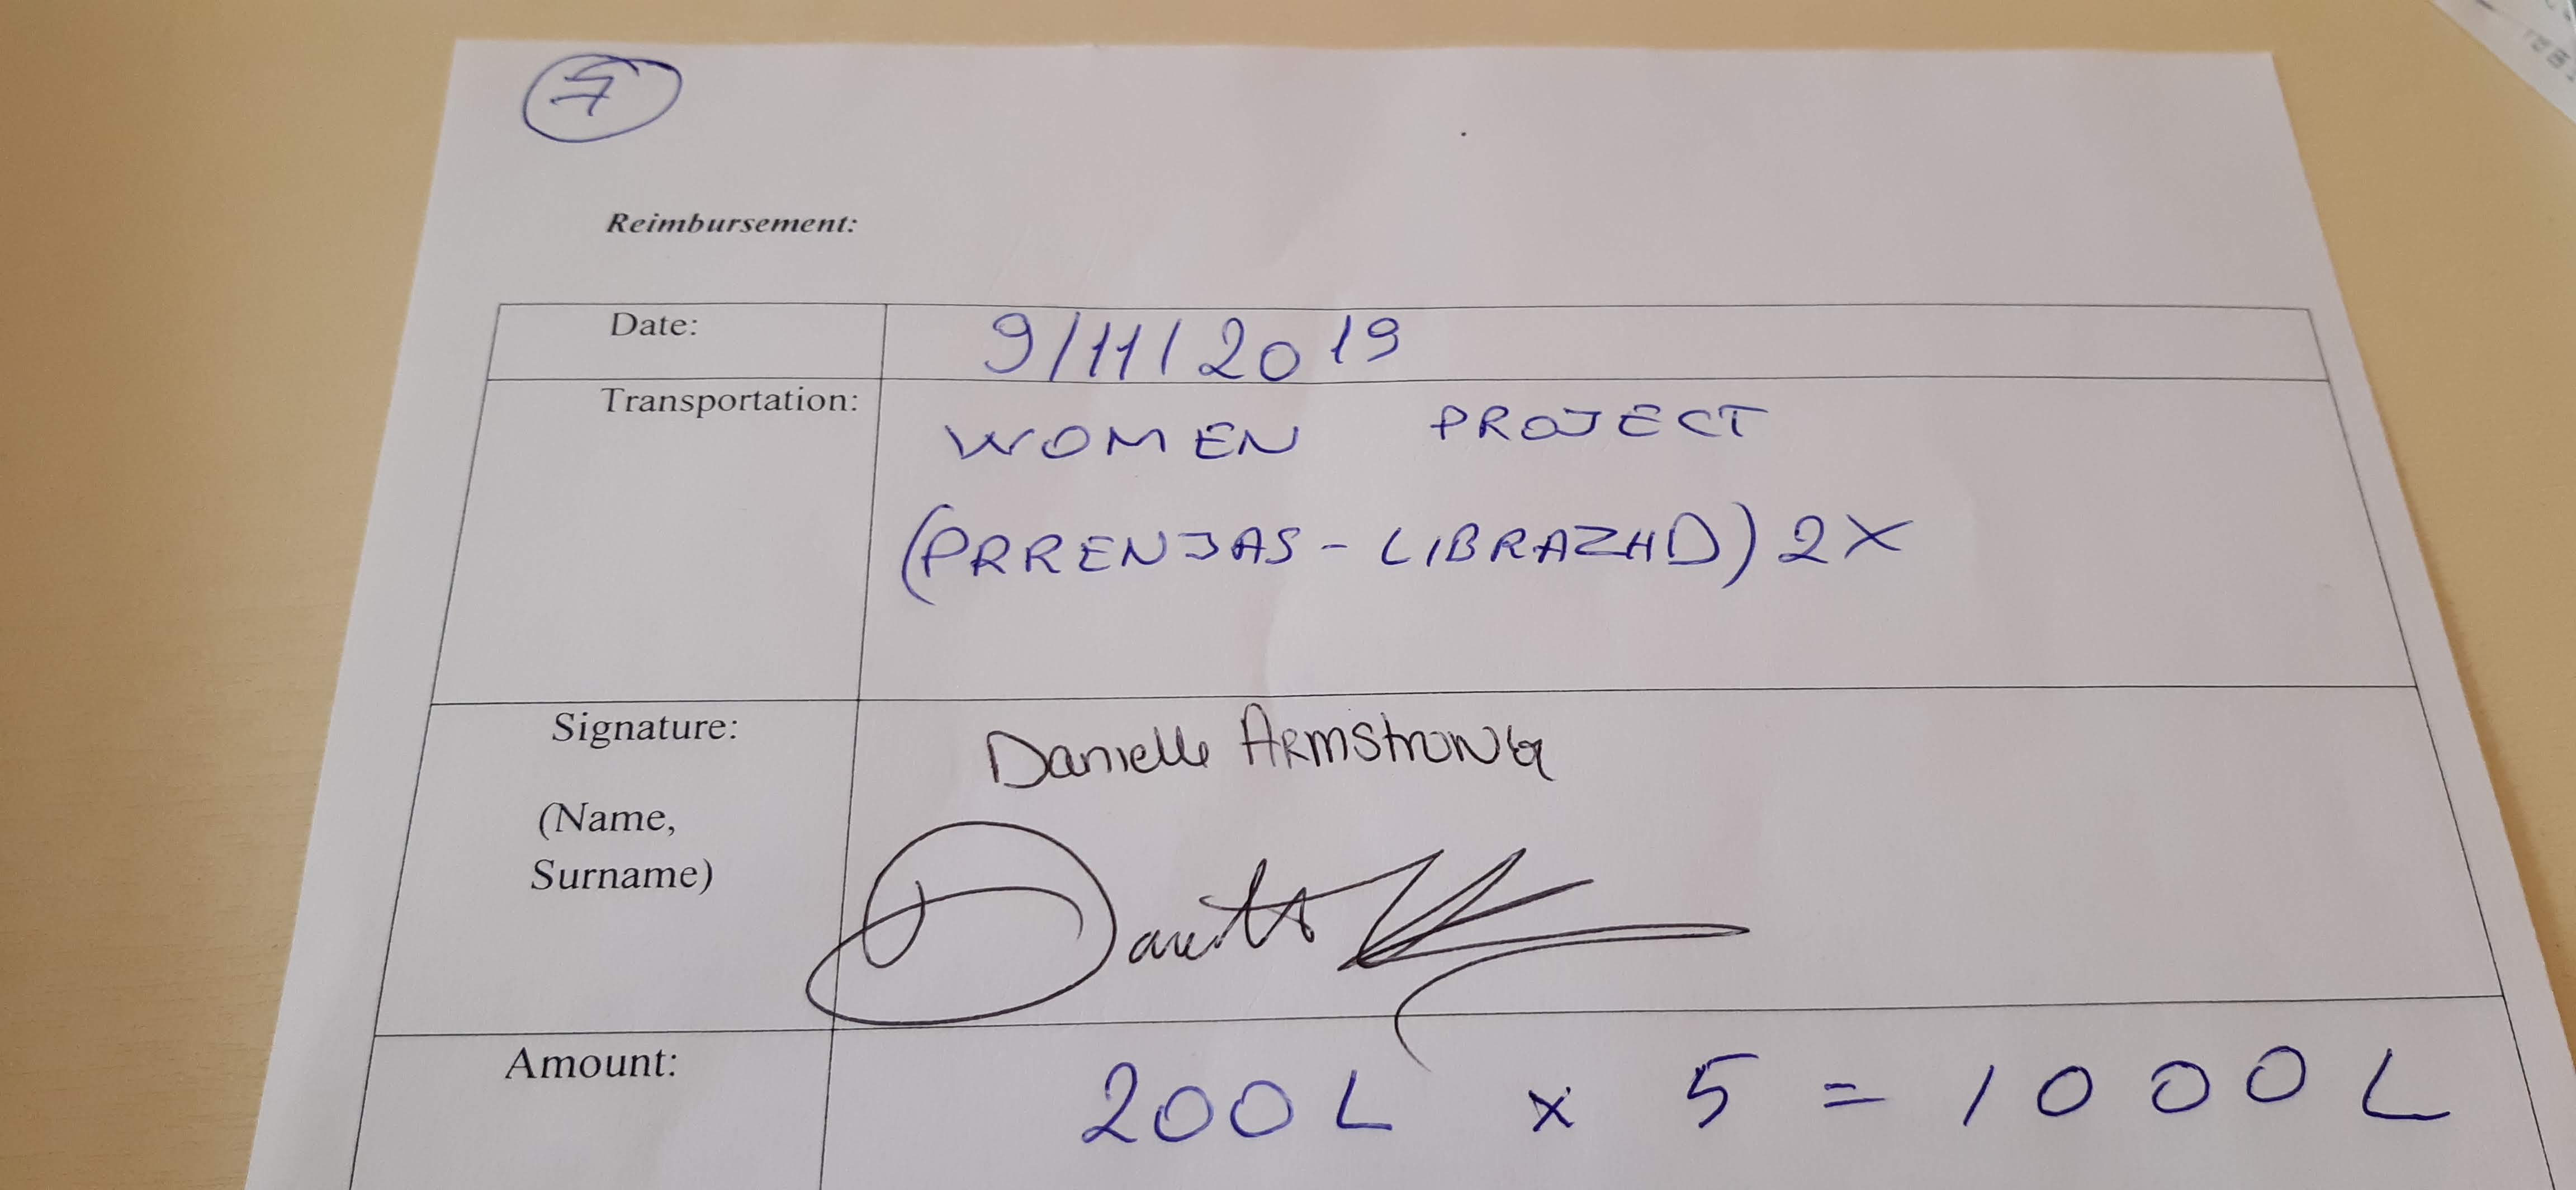 7
Reimbursement:
Date: 9/11/2019
Transportation: WOMEN PROJECT
(PRRENJAS - LIBRAZHD) 2X
Signature: Danielle ARMSTRONG
(Name,
Surname)
Amount: 200L x 5 = 1000L